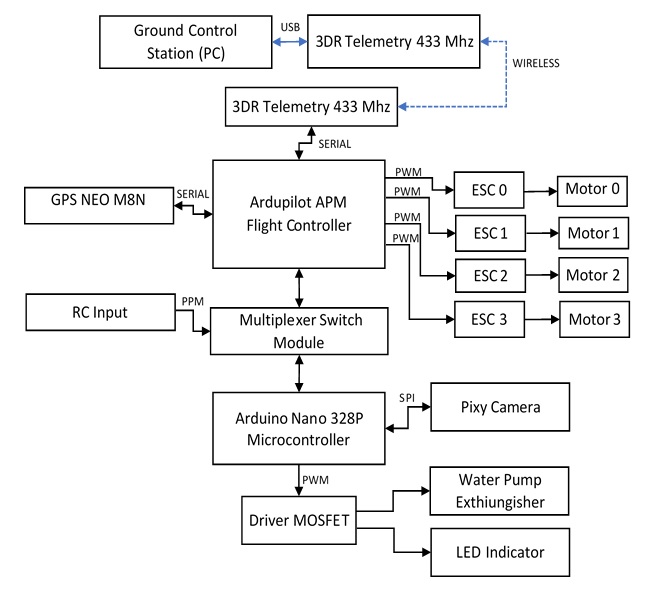 Ground Control
Station (PC)
USB
3DR Telemetry 433 Mhz
WIRELESS
3DR Telemetry 433 Mhz
SERIAL
GPS NEO M8N
SERIAL
Ardupilot APM
Flight Controller
PWM
ESC 0
Motor 0
PWM
ESC 1
Motor 1
PWM
ESC 2
Motor 2
PWM
ESC 3
Motor 3
RC Input
PPM
Multiplexer Switch
Module
Arduino Nano 328P
Microcontroller
SPI
Pixy Camera
PWM
Driver MOSFET
Water Pump
Exthiungisher
LED Indicator